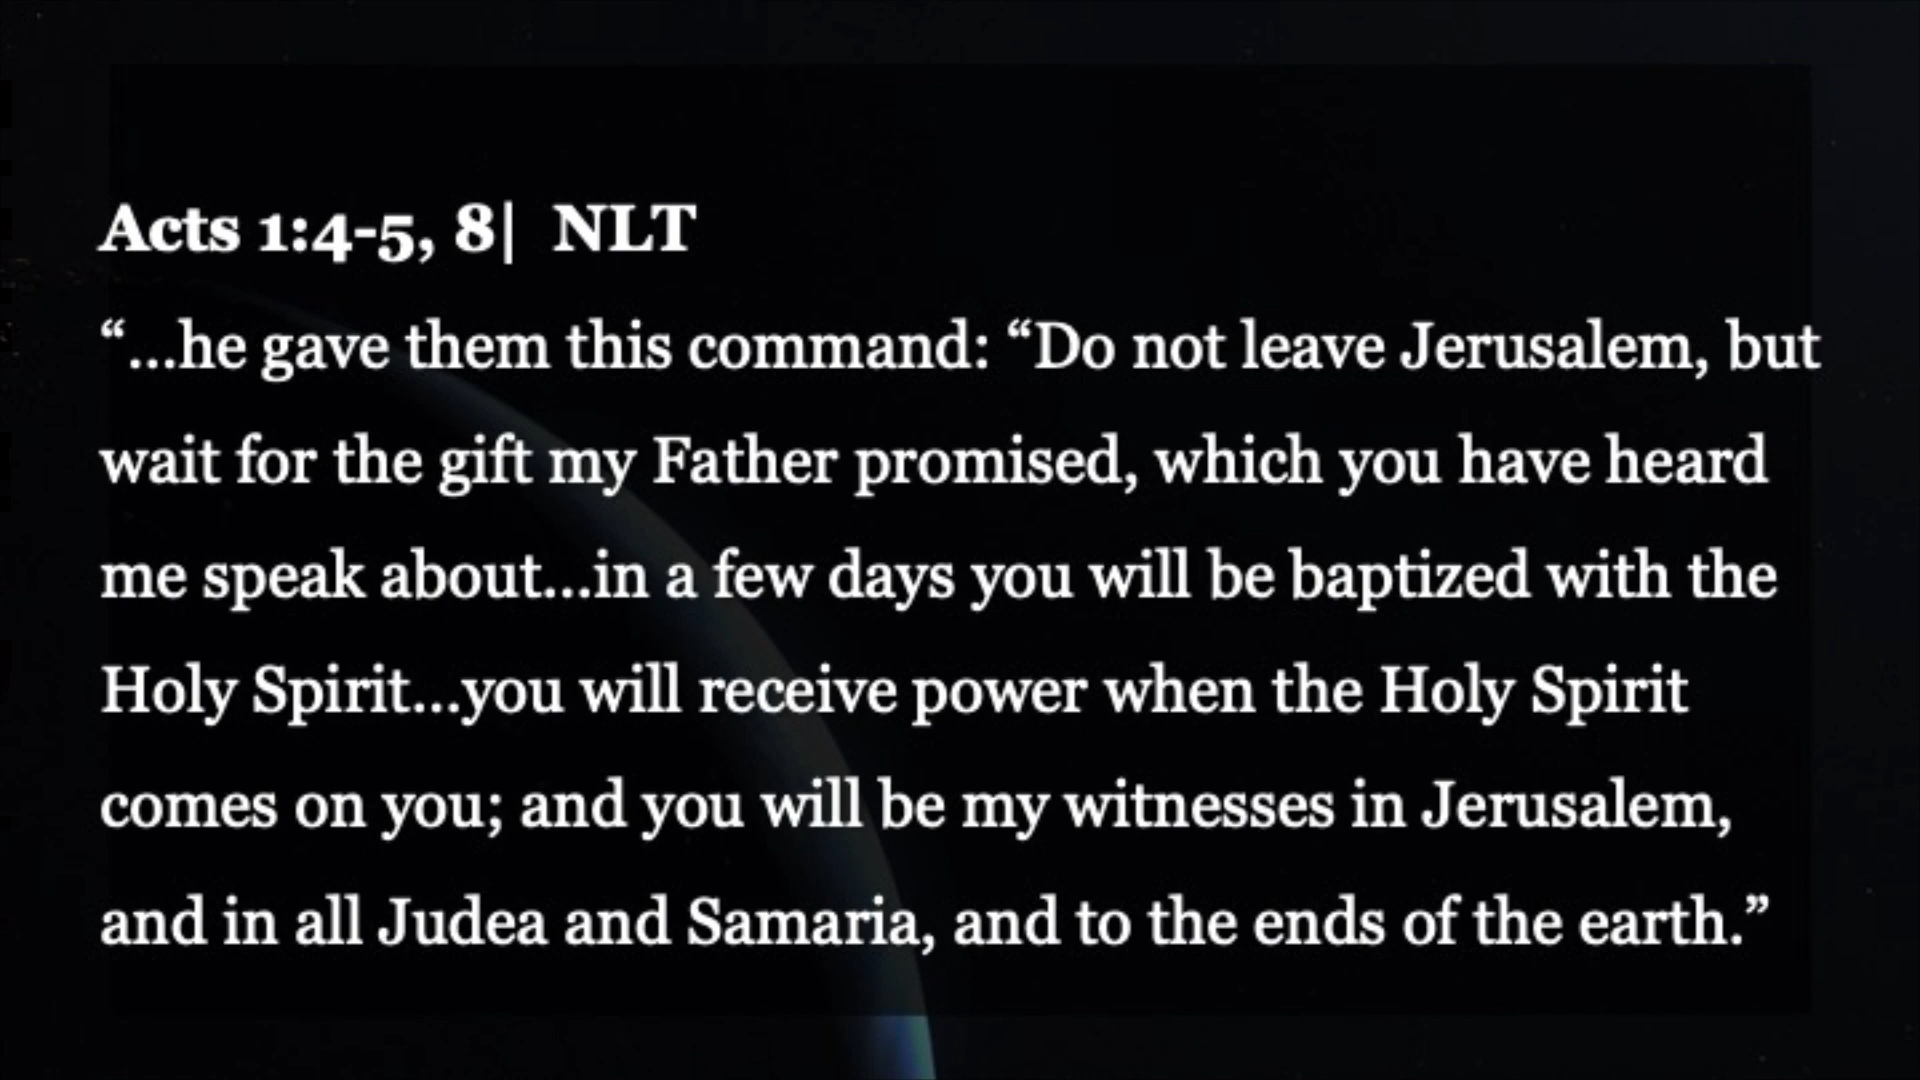 Acts 1:4-5, 8|  NLT
“...he gave them this command: “Do not leave Jerusalem, but
wait for the gift my Father promised, which you have heard
me speak about...in a few days you will be baptized with the
Holy Spirit...you will receive power when the Holy Spirit
comes on you; and you will be my witnesses in Jerusalem,
and in all Judea and Samaria, and to the ends of the earth.”